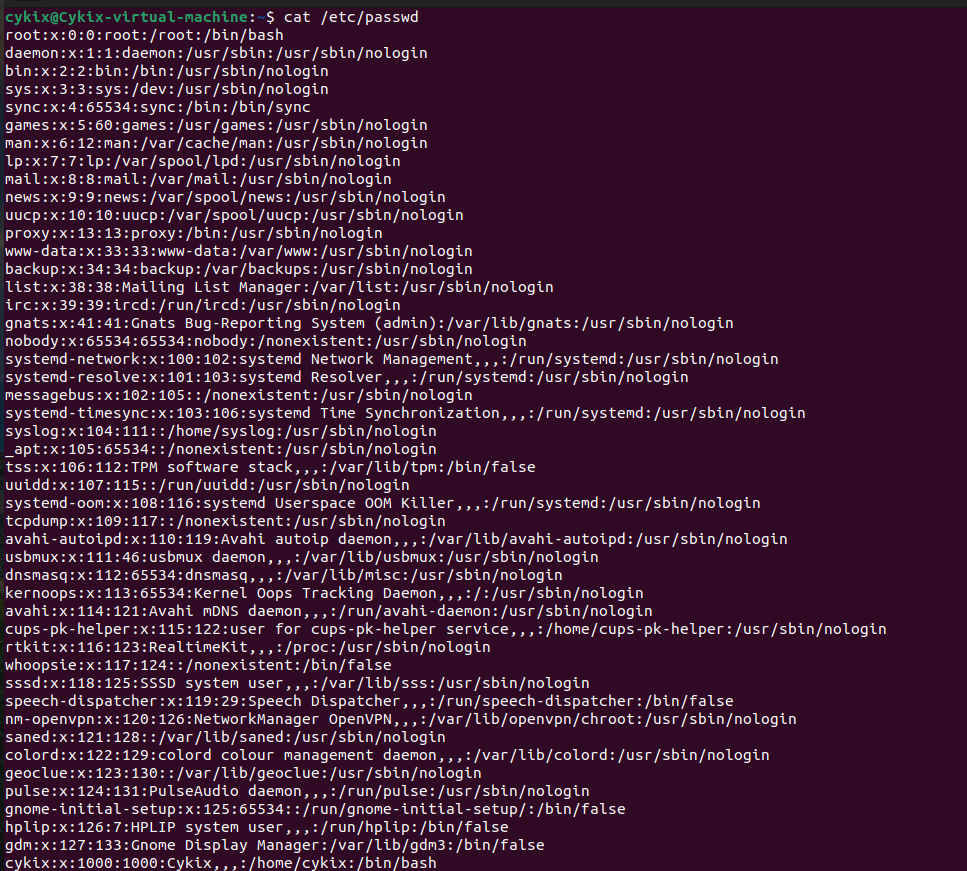 cykix@Cykix-virtual-machine:~$ cat /etc/passwd
root:x:0:0:root:/root:/bin/bash
daemon:x:1:1:daemon:/usr/sbin:/usr/sbin/nologin
bin:x:2:2:bin:/bin:/usr/sbin/nologin
sys:x:3:3:sys:/dev:/usr/sbin/nologin
sync:x:4:65534:sync:/bin:/bin/sync
games:x:5:60:games:/usr/games:/usr/sbin/nologin
man:x:6:12:man:/var/cache/man:/usr/sbin/nologin
lp:x:7:7:lp:/var/spool/lpd:/usr/sbin/nologin
mail:x:8:8:mail:/var/mail:/usr/sbin/nologin
news:x:9:9:news:/var/spool/news:/usr/sbin/nologin
uucp:x:10:10:uucp:/var/spool/uucp:/usr/sbin/nologin
proxy:x:13:13:proxy:/bin:/usr/sbin/nologin
www-data:x:33:33:www-data:/var/www:/usr/sbin/nologin
backup:x:34:34:backup:/var/backups:/usr/sbin/nologin
list:x:38:38:Mailing List Manager:/var/list:/usr/sbin/nologin
irc:x:39:39:ircd:/run/ircd:/usr/sbin/nologin
gnats:x:41:41:Gnats Bug-Reporting System (admin):/var/lib/gnats:/usr/sbin/nologin
nobody:x:65534:65534:nobody:/nonexistent:/usr/sbin/nologin
systemd-network:x:100:102:systemd Network Management,,,:/run/systemd:/usr/sbin/nologin
systemd-resolve:x:101:103:systemd Resolver,,,:/run/systemd:/usr/sbin/nologin
messagebus:x:102:105::/nonexistent:/usr/sbin/nologin
systemd-timesync:x:103:106:systemd Time Synchronization,,,:/run/systemd:/usr/sbin/nologin
syslog:x:104:111::/home/syslog:/usr/sbin/nologin
_apt:x:105:65534::/nonexistent:/usr/sbin/nologin
tss:x:106:112:TPM software stack,,,:/var/lib/tpm:/bin/false
uuidd:x:107:115::/run/uuidd:/usr/sbin/nologin
systemd-oom:x:108:116:systemd Userspace OOM Killer,,,:/run/systemd:/usr/sbin/nologin
tcpdump:x:109:117::/nonexistent:/usr/sbin/nologin
avahi-autoipd:x:110:119:Avahi autoip daemon,,,:/var/lib/avahi-autoipd:/usr/sbin/nologin
usbmux:x:111:46:usbmux daemon,,,:/var/lib/usbmux:/usr/sbin/nologin
dnsmasq:x:112:65534:dnsmasq,,,:/var/lib/misc:/usr/sbin/nologin
kernoops:x:113:65534:Kernel Oops Tracking Daemon,,,:/:/usr/sbin/nologin
avahi:x:114:121:Avahi mDNS daemon,,,:/run/avahi-daemon:/usr/sbin/nologin
cups-pk-helper:x:115:122:user for cups-pk-helper service,,,:/home/cups-pk-helper:/usr/sbin/nologin
rtkit:x:116:123:RealtimeKit,,,:/proc:/usr/sbin/nologin
whoopsie:x:117:124::/nonexistent:/bin/false
sssd:x:118:125:SSSD system user,,,:/var/lib/sss:/usr/sbin/nologin
speech-dispatcher:x:119:29:Speech Dispatcher,,,:/run/speech-dispatcher:/bin/false
nm-openvpn:x:120:126:NetworkManager OpenVPN,,,:/var/lib/openvpn/chroot:/usr/sbin/nologin
saned:x:121:128::/var/lib/saned:/usr/sbin/nologin
colord:x:122:129:colord colour management daemon,,,:/var/lib/colord:/usr/sbin/nologin
geoclue:x:123:130::/var/lib/geoclue:/usr/sbin/nologin
pulse:x:124:131:PulseAudio daemon,,,:/run/pulse:/usr/sbin/nologin
gnome-initial-setup:x:125:65534::/run/gnome-initial-setup/:/bin/false
hplip:x:126:7:HPLIP system user,,,:/run/hplip:/bin/false
gdm:x:127:133:Gnome Display Manager:/var/lib/gdm3:/bin/false
cykix:x:1000:1000:Cykix,,,:/home/cykix:/bin/bash